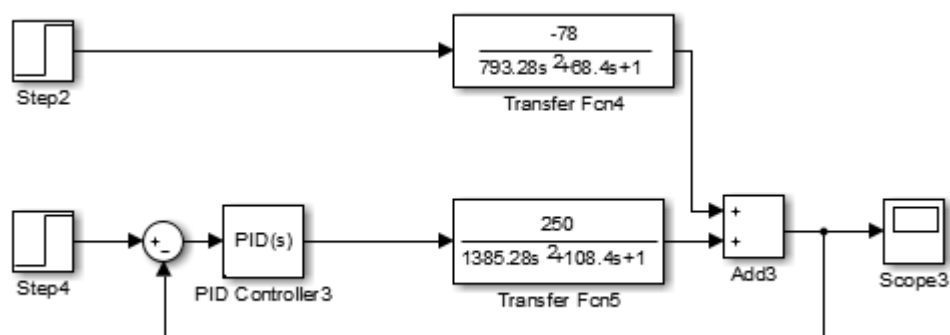 -78
793.28s^2+68.4s+1
Step2
Transfer Fcn4
250
1385.28s^2+108.4s+1
+
+
+
−
PID(s)
Step4
PID Controller3
Transfer Fcn5
Add3
Scope3